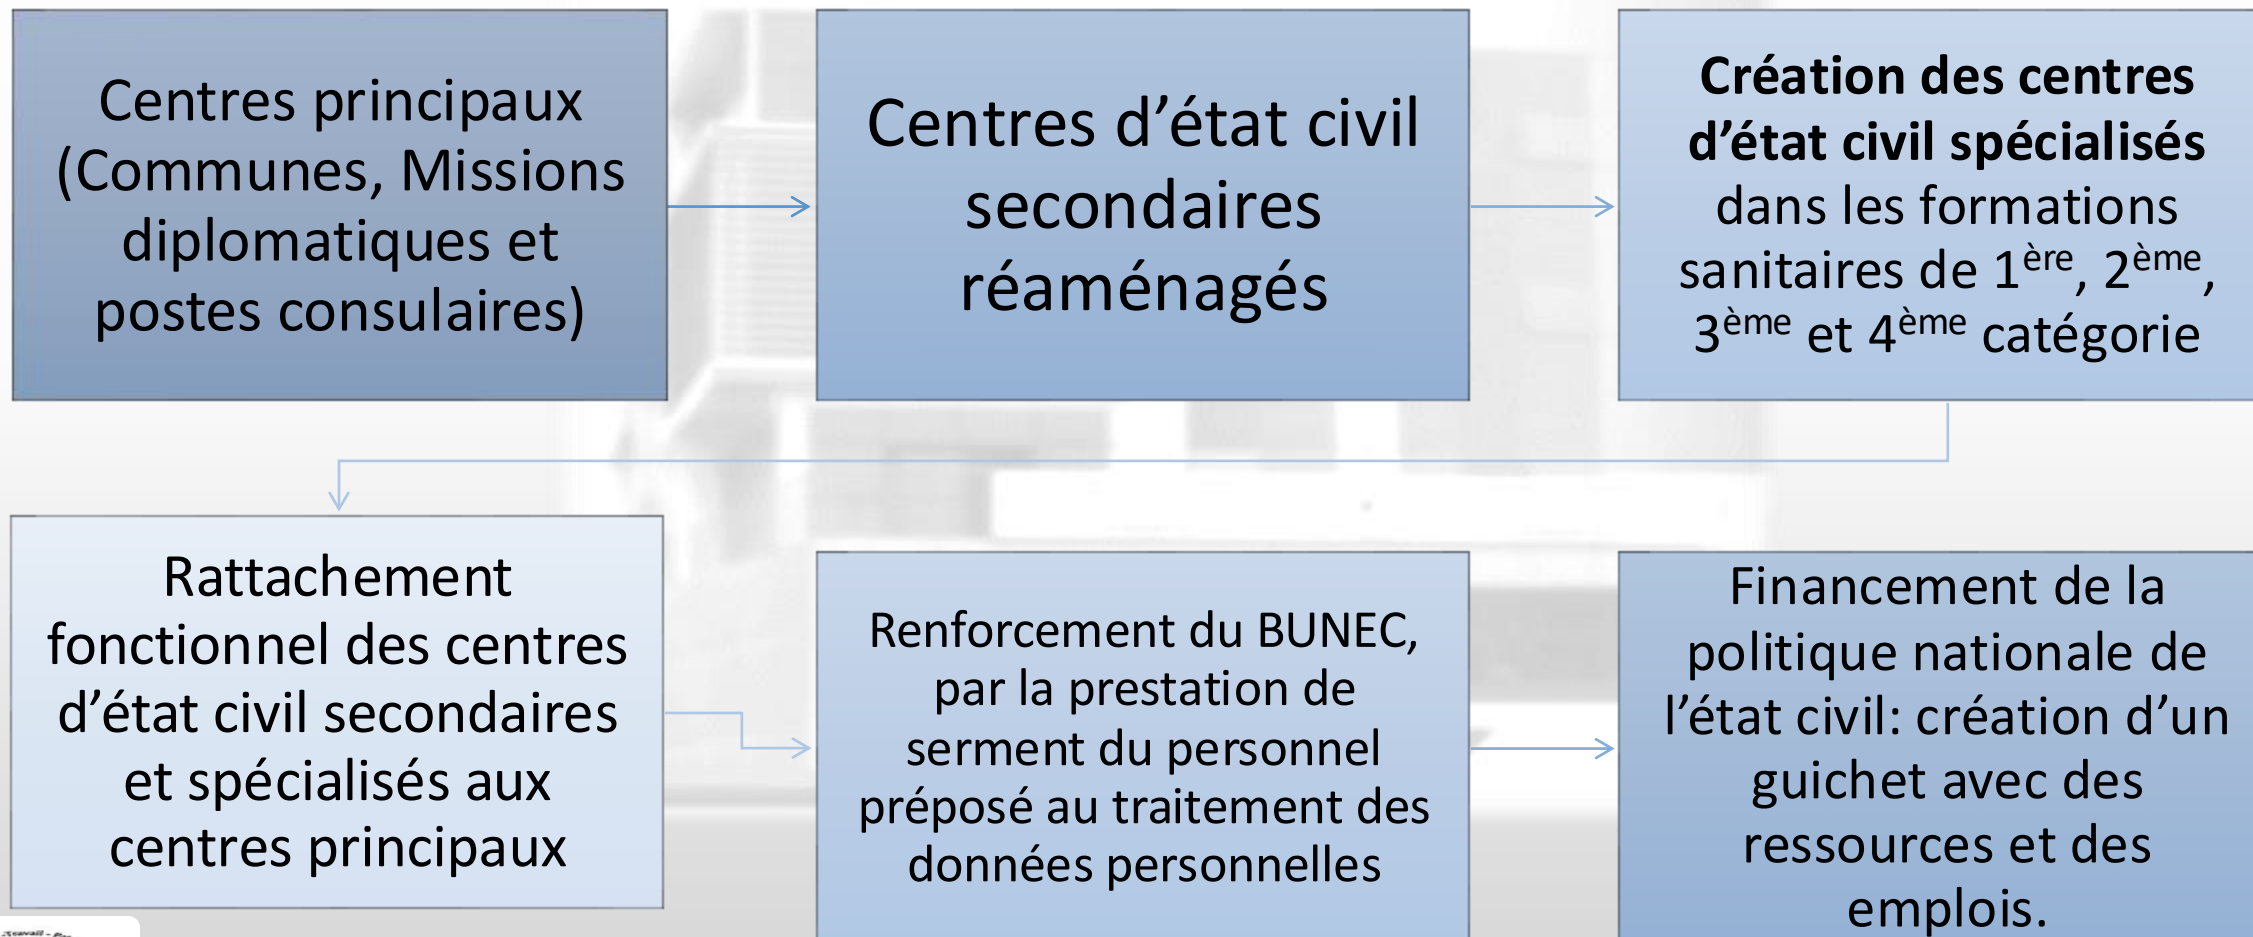 Centres principaux
(Communes, Missions
diplomatiques et
postes consulaires)
Centres d’état civil
secondaires
réaménagés
Création des centres
d’état civil spécialisés
dans les formations
sanitaires de 1ère, 2ème,
3ème et 4ème catégorie
Rattachement
fonctionnel des centres
d’état civil secondaires
et spécialisés aux
centres principaux
Renforcement du BUNEC,
par la prestation de
serment du personnel
préposé au traitement des
données personnelles
Financement de la
politique nationale de
l’état civil: création d’un
guichet avec des
ressources et des
emplois.